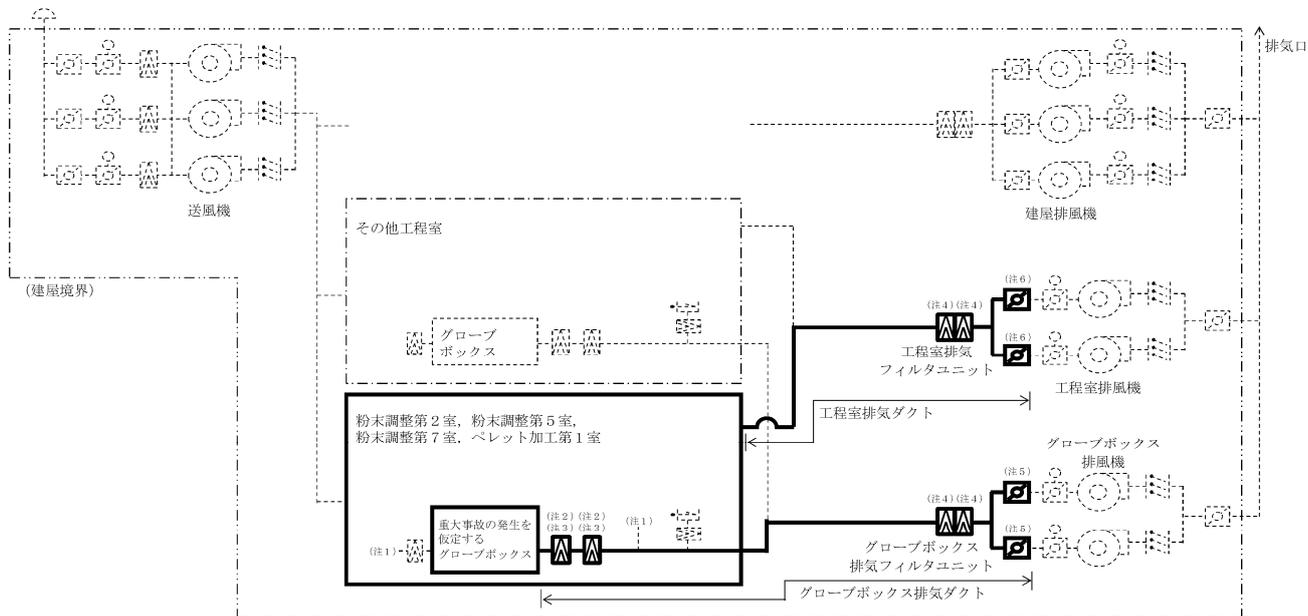 排気口
送風機
建屋排風機
(建屋境界)
その他工程室
グローブ
ボックス
(注6)
(注4)(注4)
(注6)
工程室排気
フィルタユニット
工程室排風機
工程室排気ダクト
粉末調整第2室，粉末調整第5室，
粉末調整第7室．ペレット加工第1室
グローブボックス
排風機
(注5)
(注4)(注4)
(注5)
(注2)(注2)
(注3)(注3)
(注1)
(注1)
重大事故の発生を
仮定する
グローブボックス
グローブボックス
排気フィルタユニット
グローブボックス排気ダクト